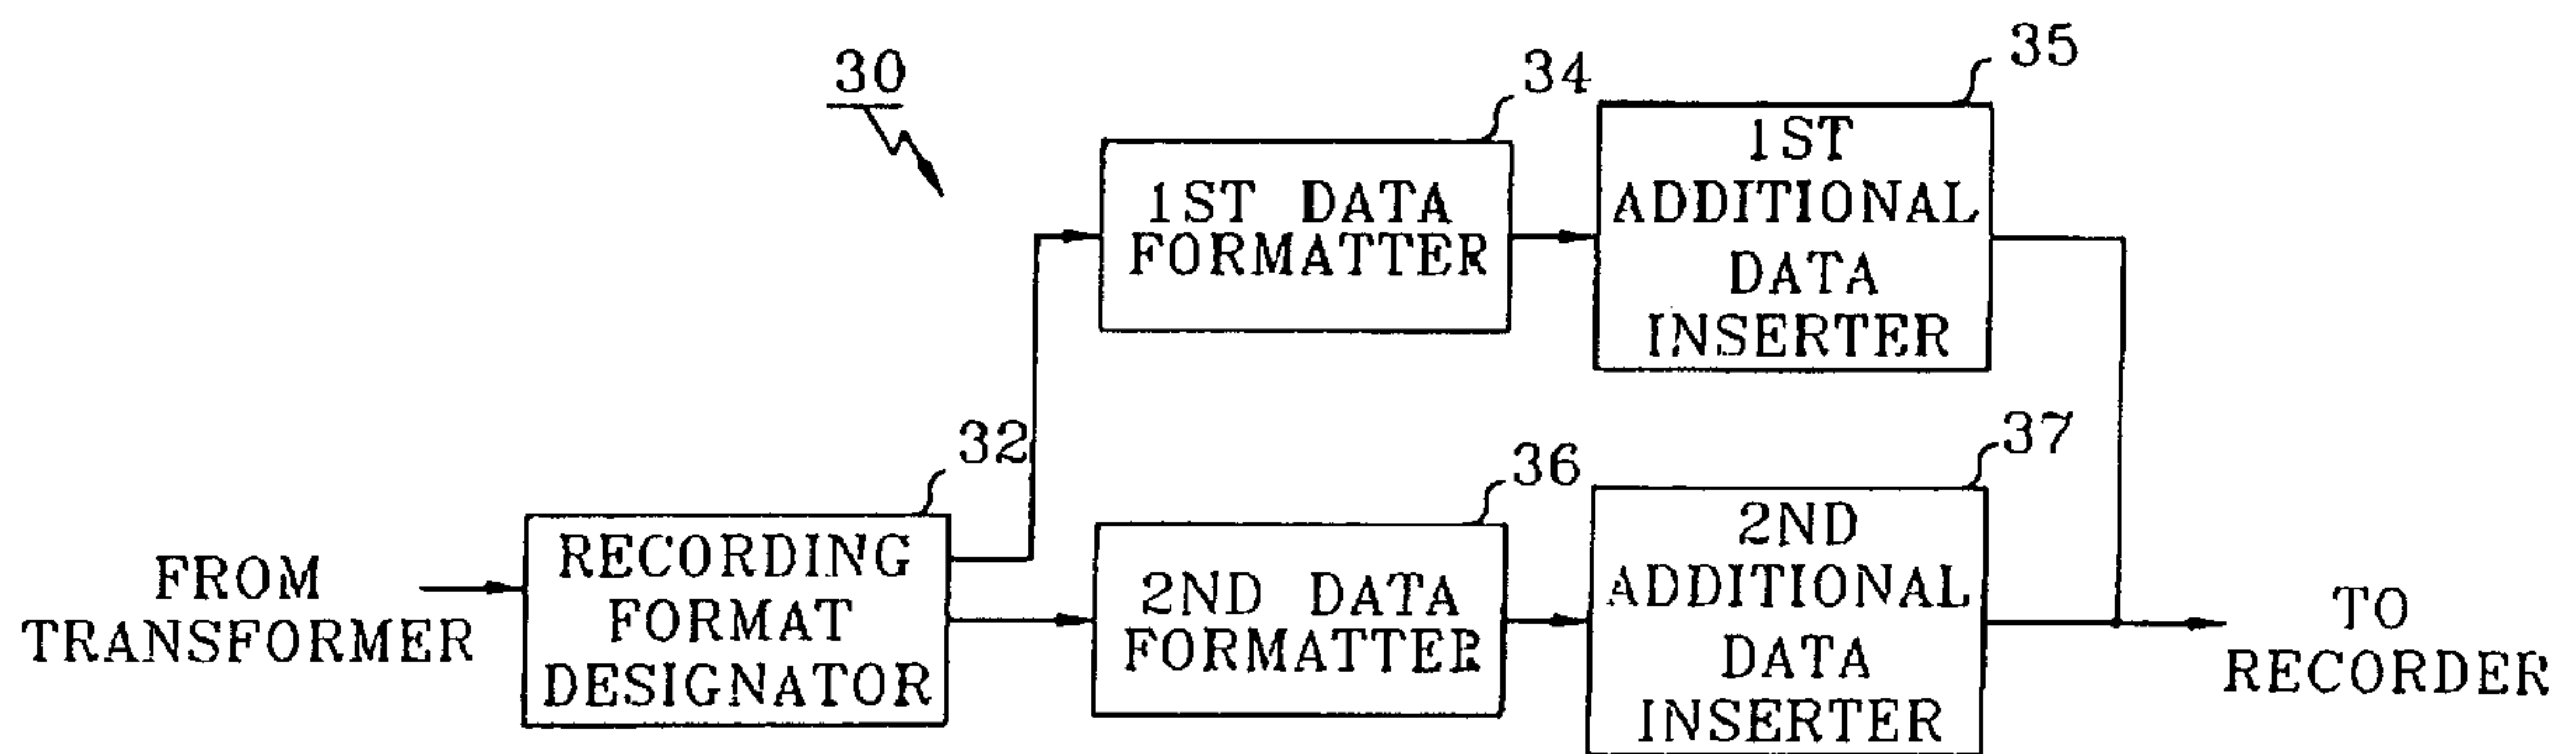 30
34
35
1ST DATA
FORMATTER
1ST
ADDITIONAL
DATA
INSERTER
32
36
37
FROM
TRANSFORMER
RECORDING
FORMAT
DESIGNATOR
2ND DATA
FORMATTER
2ND
ADDITIONAL
DATA
INSERTER
TO
RECORDER